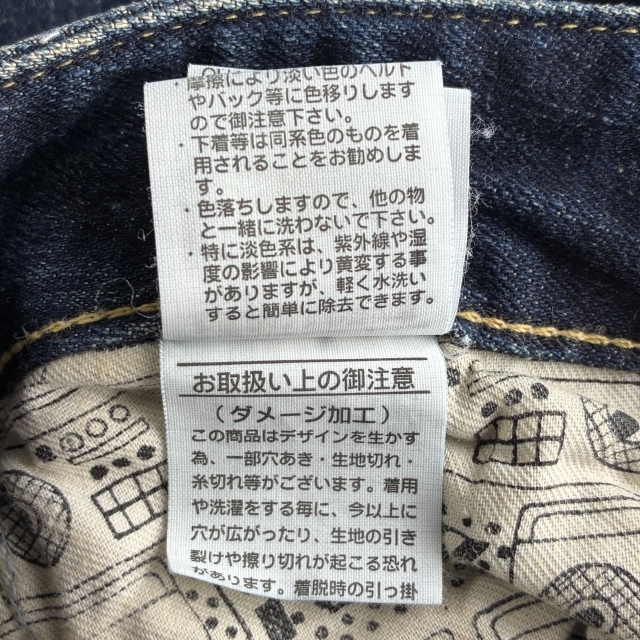 摩擦により淡い色のベルト
やバック等に色移りします
ので御注意下さい。
・下着等は同系色のものを着
用されることをお勧めしま
す。
・色落ちしますので、他の物
と一緒に洗わないで下さい。
・特に淡色系は、紫外線や湿
度の影響により黄変する事
がありますが、軽く水洗い
すると簡単に除去できます。
お取扱い上の御注意
（ダメージ加工）
この商品はデザインを生かす
為、一部穴あき・生地切れ・
糸切れ等がございます。着用
や洗濯をする毎に、今以上に
穴が広がったり、生地の引き
裂けや擦り切れが起こる恐れ
があります。着脱時の引っ掛